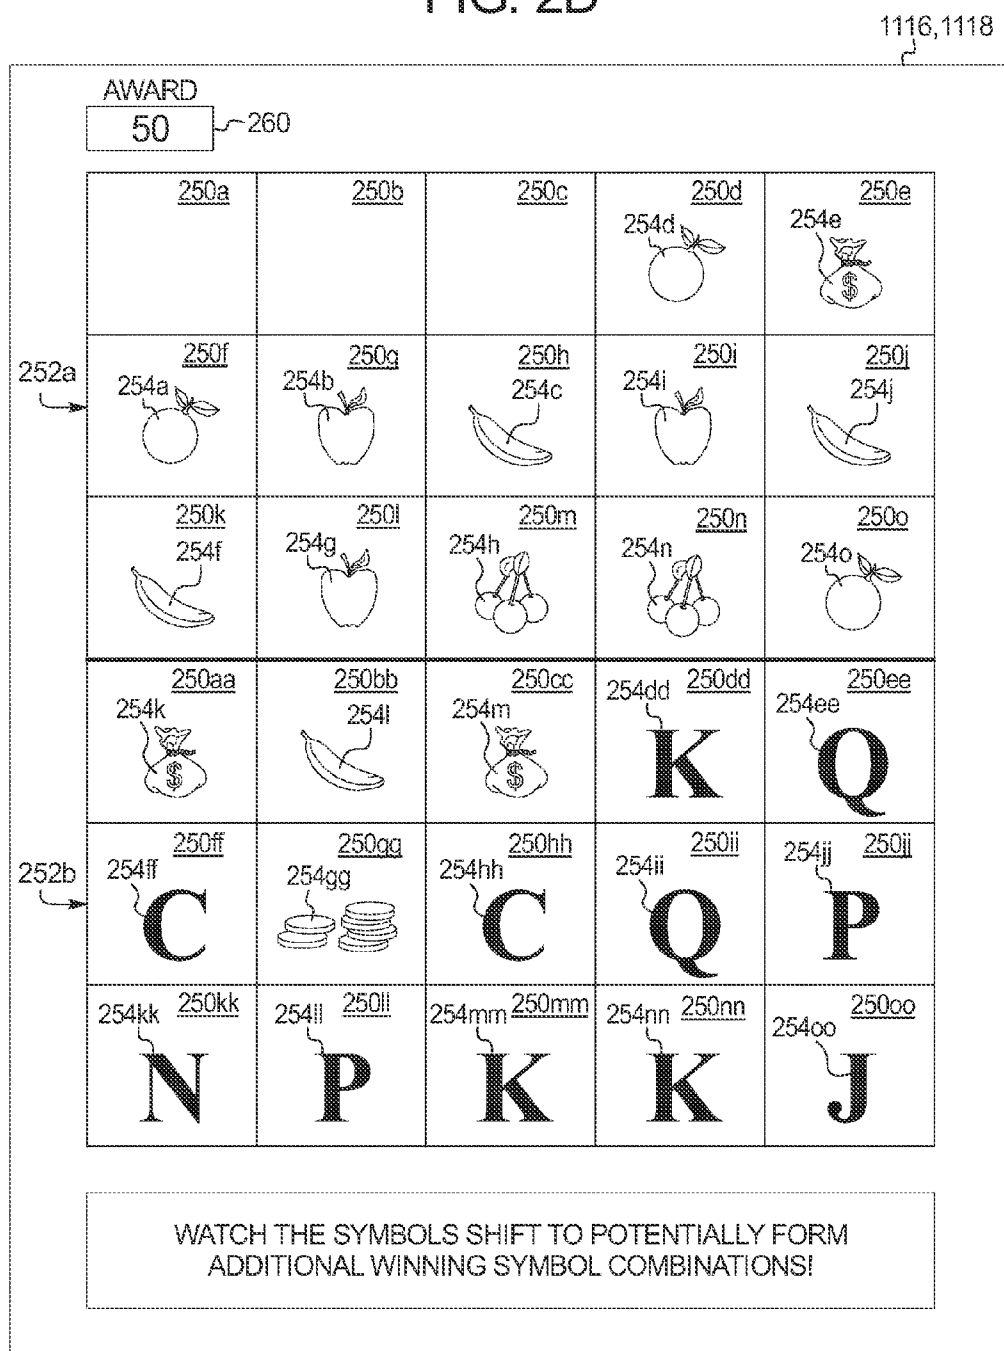 FIG. 2D
1116,1118
AWARD
50
260
250a 250b 250c 250d 250e
254d 254e
$
252a
250f 250g 250h 250i 250j
254a 254b 254c 254i 254j
250k 250l 250m 250n 250o
254f 254g 254h 254n 254o
250aa 250bb 250cc 250dd 250ee
254k 254l 254m 254dd 254ee
$ $ K Q
252b
250ff 250gg 250hh 250ii 250jj
254ff 254gg 254hh 254ii 254jj
C C Q P
254kk 250kk 254ll 250ll 254mm 250mm 254nn 250nn 250oo
254oo
N P K K J
WATCH THE SYMBOLS SHIFT TO POTENTIALLY FORM
ADDITIONAL WINNING SYMBOL COMBINATIONS!